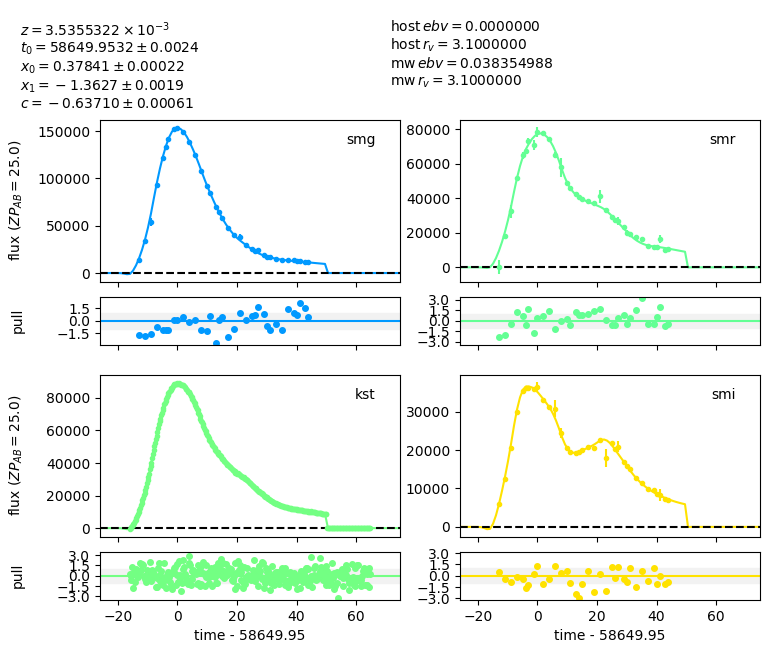 z = 3.5355322 × 10⁻³
t₀ = 58649.9532 ± 0.0024
x₀ = 0.37841 ± 0.00022
x₁ = −1.3627 ± 0.0019
c = −0.63710 ± 0.00061
host ebv = 0.0000000
host r_v = 3.1000000
mw ebv = 0.038354988
mw r_v = 3.1000000
smg
flux (ZP_AB = 25.0)
150000
100000
50000
0
pull
1.5
0.0
−1.5
smr
80000
60000
40000
20000
0
3.0
1.5
0.0
−1.5
−3.0
kst
flux (ZP_AB = 25.0)
80000
60000
40000
20000
0
pull
3.0
1.5
0.0
−1.5
−3.0
−20 0 20 40 60
time - 58649.95
smi
30000
20000
10000
0
3.0
1.5
0.0
−1.5
−3.0
−20 0 20 40 60
time - 58649.95